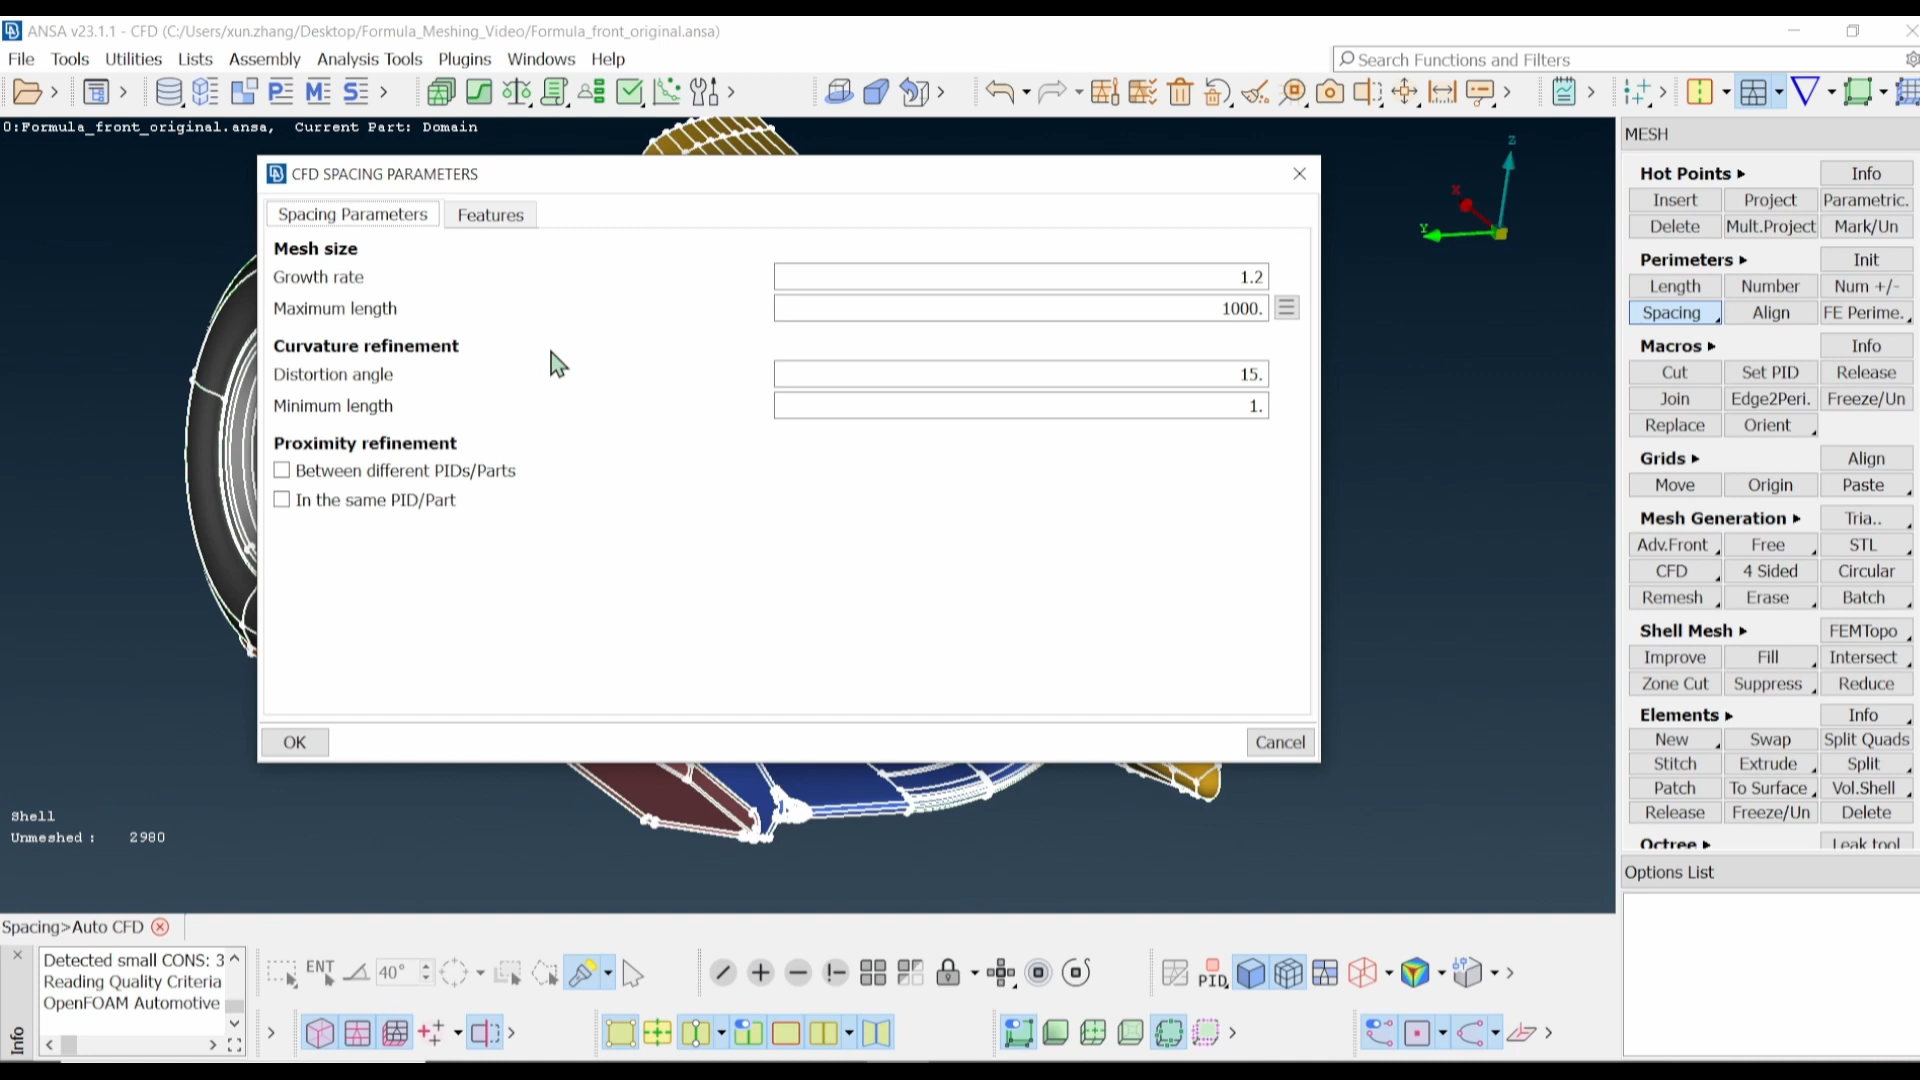 ANSA v23.1.1 - CFD (C:/Users/xun.zhang/Desktop/Formula_Meshing_Video/Formula_front_original.ansa)
File Tools Utilities Lists Assembly Analysis Tools Plugins Windows Help
Search Functions and Filters
0:Formula_front_original.ansa, Current Part: Domain
CFD SPACING PARAMETERS
Spacing Parameters Features
Mesh size
Growth rate 1.2
Maximum length 1000.
Curvature refinement
Distortion angle 15.
Minimum length 1.
Proximity refinement
Between different PIDs/Parts
In the same PID/Part
OK Cancel
Z
X
Y
Shell
Unmeshed : 2980
MESH
Hot Points Info
Insert Project Parametric.
Delete Mult.Project Mark/Un
Perimeters Init
Length Number Num +/-
Spacing Align FE Perime..
Macros Info
Cut Set PID Release
Join Edge2Peri. Freeze/Un
Replace Orient
Grids Align
Move Origin Paste
Mesh Generation Tria..
Adv.Front Free STL
CFD 4 Sided Circular
Remesh Erase Batch
Shell Mesh FEMTopo
Improve Fill Intersect
Zone Cut Suppress Reduce
Elements Info
New Swap Split Quads
Stitch Extrude Split
Patch To Surface Vol.Shell
Release Freeze/Un Delete
Octree Leak tool
Options List
Spacing>Auto CFD
Info
Detected small CONS: 3
Reading Quality Criteria
OpenFOAM Automotive
ENT 40° PID